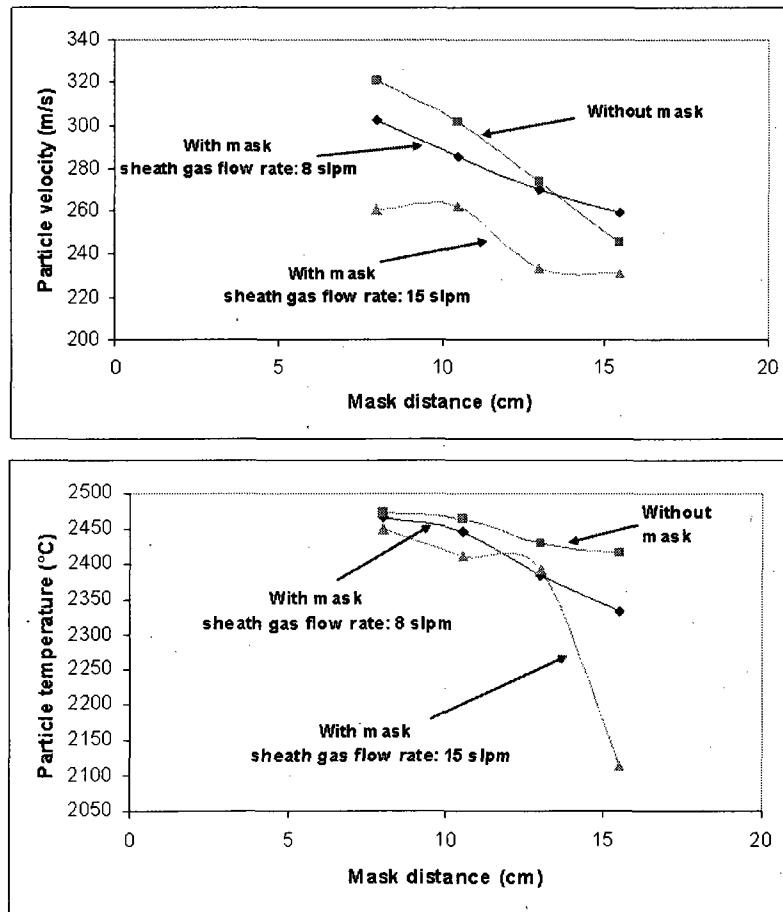 340
320
300
280
260
240
220
200
Particle velocity (m/s)
Without mask
With mask
sheath gas flow rate: 8 slpm
With mask
sheath gas flow rate: 15 slpm
0 5 10 15 20
Mask distance (cm)
2500
2450
2400
2350
2300
2250
2200
2150
2100
2050
Particle temperature (°C)
Without
mask
With mask
sheath gas flow rate: 8 slpm
With mask
sheath gas flow rate: 15 slpm
0 5 10 15 20
Mask distance (cm)